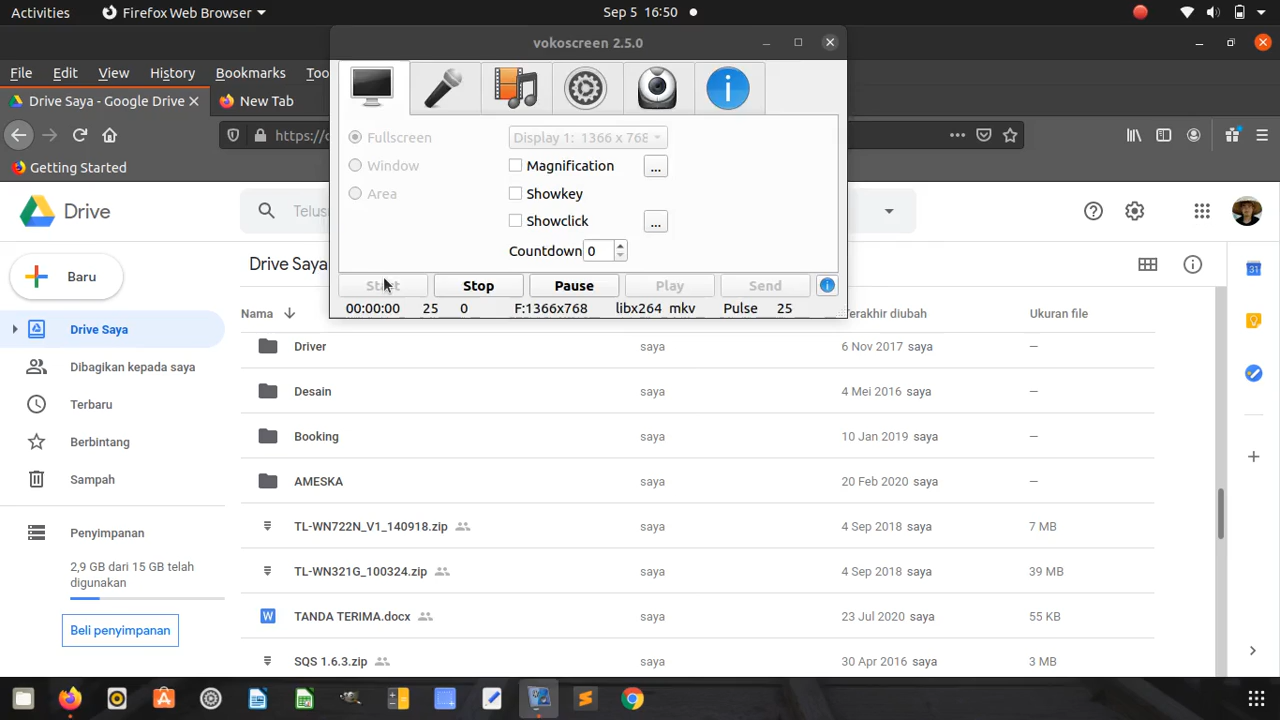 Activities Firefox Web Browser Sep 5 16:50
vokoscreen 2.5.0
File Edit View History Bookmarks Too
Drive Saya - Google Drive New Tab
https://
Getting Started
Fullscreen Display 1: 1366 x 768
Window Magnification ...
Area Showkey
Showclick ...
Countdown 0
Start Stop Pause Play Send
00:00:00 25 0 F:1366x768 libx264 mkv Pulse 25
Drive Telus
Baru
Drive Saya
Dibagikan kepada saya
Terbaru
Berbintang
Sampah
Penyimpanan
2,9 GB dari 15 GB telah
digunakan
Beli penyimpanan
Drive Saya
Nama Terakhir diubah Ukuran file
Driver saya 6 Nov 2017 saya —
Desain saya 4 Mei 2016 saya —
Booking saya 10 Jan 2019 saya —
AMESKA saya 20 Feb 2020 saya —
TL-WN722N_V1_140918.zip saya 4 Sep 2018 saya 7 MB
TL-WN321G_100324.zip saya 4 Sep 2018 saya 39 MB
W TANDA TERIMA.docx saya 23 Jul 2020 saya 55 KB
SQS 1.6.3.zip saya 30 Apr 2016 saya 3 MB
31